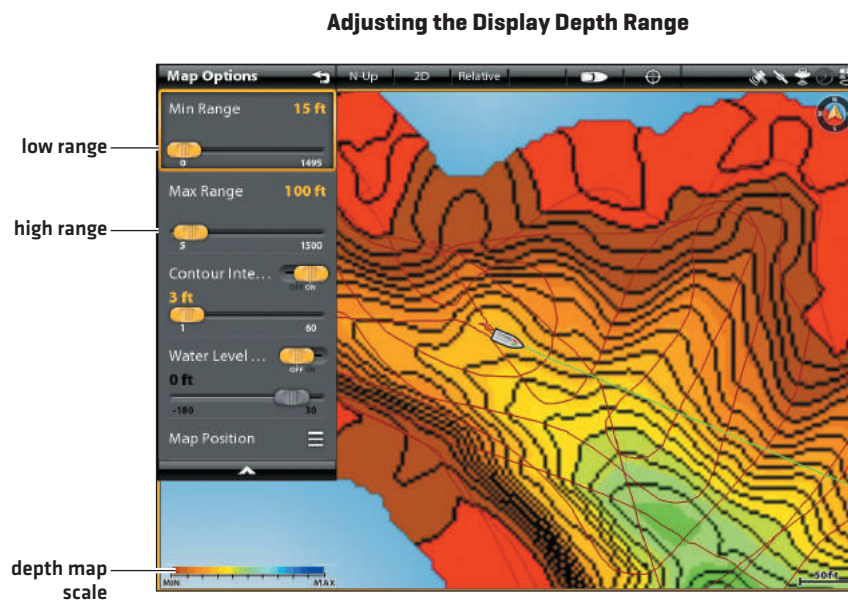 Adjusting the Display Depth Range
Map Options
N-Up
2D
Relative
low range
Min Range 15 ft
0 1495
high range
Max Range 100 ft
5 1500
Contour Inte...
OFF ON
3 ft
1 60
Water Level ...
OFF ON
0 ft
-180 30
Map Position
depth map
scale
MIN MAX
N
S
50ft